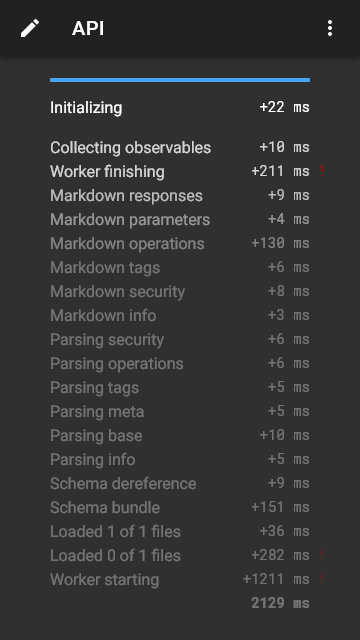 API
Initializing +22 ms
Collecting observables +10 ms
Worker finishing +211 ms !
Markdown responses +9 ms
Markdown parameters +4 ms
Markdown operations +130 ms
Markdown tags +6 ms
Markdown security +8 ms
Markdown info +3 ms
Parsing security +6 ms
Parsing operations +6 ms
Parsing tags +5 ms
Parsing meta +5 ms
Parsing base +10 ms
Parsing info +5 ms
Schema dereference +9 ms
Schema bundle +151 ms
Loaded 1 of 1 files +36 ms
Loaded 0 of 1 files +282 ms !
Worker starting +1211 ms !
2129 ms